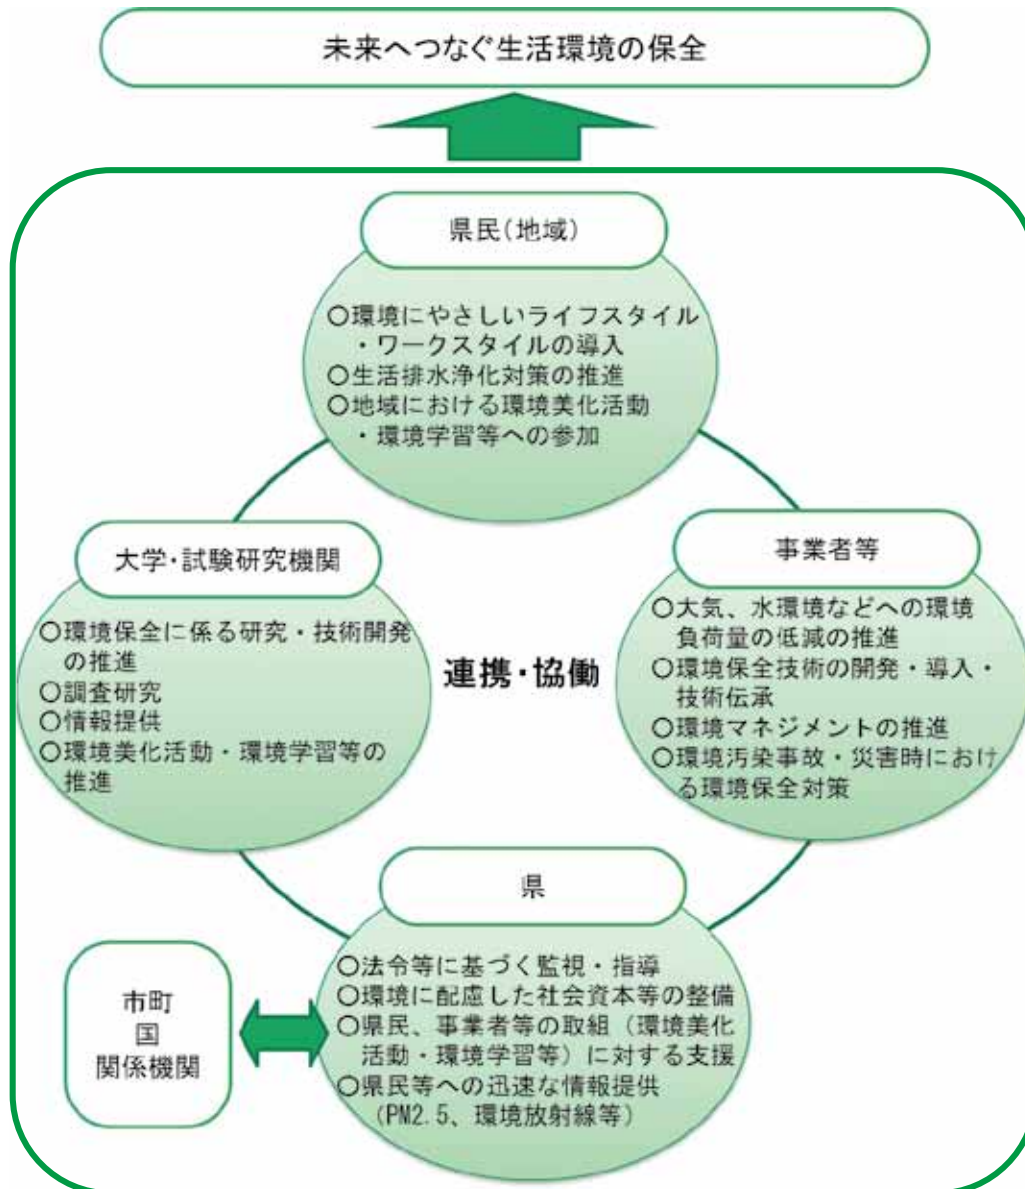 未来へつなぐ生活環境の保全
県民(地域)
○環境にやさしいライフスタイル
・ワークスタイルの導入
○生活排水浄化対策の推進
○地域における環境美化活動
・環境学習等への参加
大学・試験研究機関
○環境保全に係る研究・技術開発
の推進
○調査研究
○情報提供
○環境美化活動・環境学習等の
推進
連携・協働
事業者等
○大気、水環境などへの環境
負荷量の低減の推進
○環境保全技術の開発・導入・
技術伝承
○環境マネジメントの推進
○環境汚染事故・災害時におけ
る環境保全対策
県
○法令等に基づく監視・指導
○環境に配慮した社会資本等の整備
○県民、事業者等の取組（環境美化
活動・環境学習等）に対する支援
○県民等への迅速な情報提供
(PM2.5、環境放射線等)
市町
国
関係機関